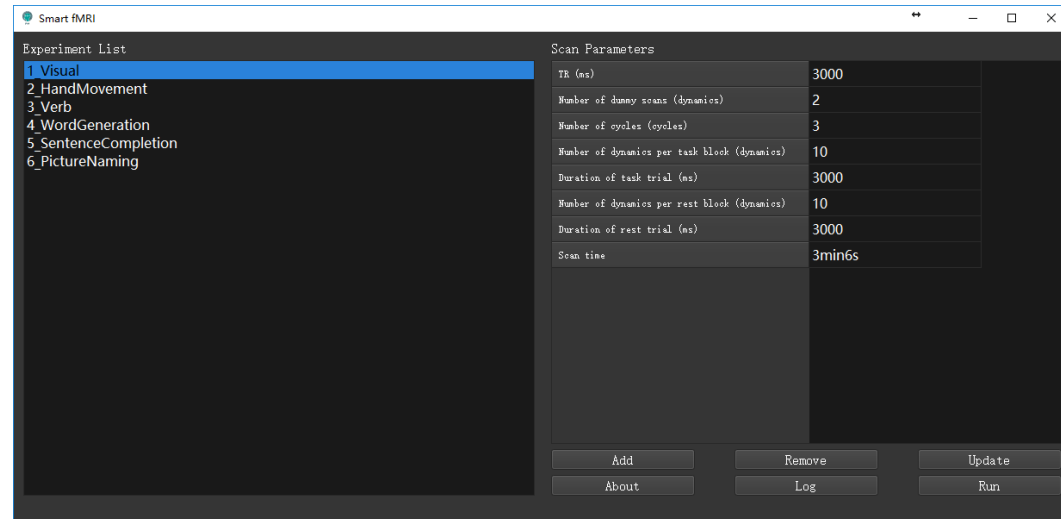 Smart fMRI
Experiment List
1_Visual
2_HandMovement
3_Verb
4_WordGeneration
5_SentenceCompletion
6_PictureNaming
Scan Parameters
TR (ms) 3000
Number of dummy scans (dynamics) 2
Number of cycles (cycles) 3
Number of dynamics per task block (dynamics) 10
Duration of task trial (ms) 3000
Number of dynamics per rest block (dynamics) 10
Duration of rest trial (ms) 3000
Scan time 3min6s
Add Remove Update
About Log Run